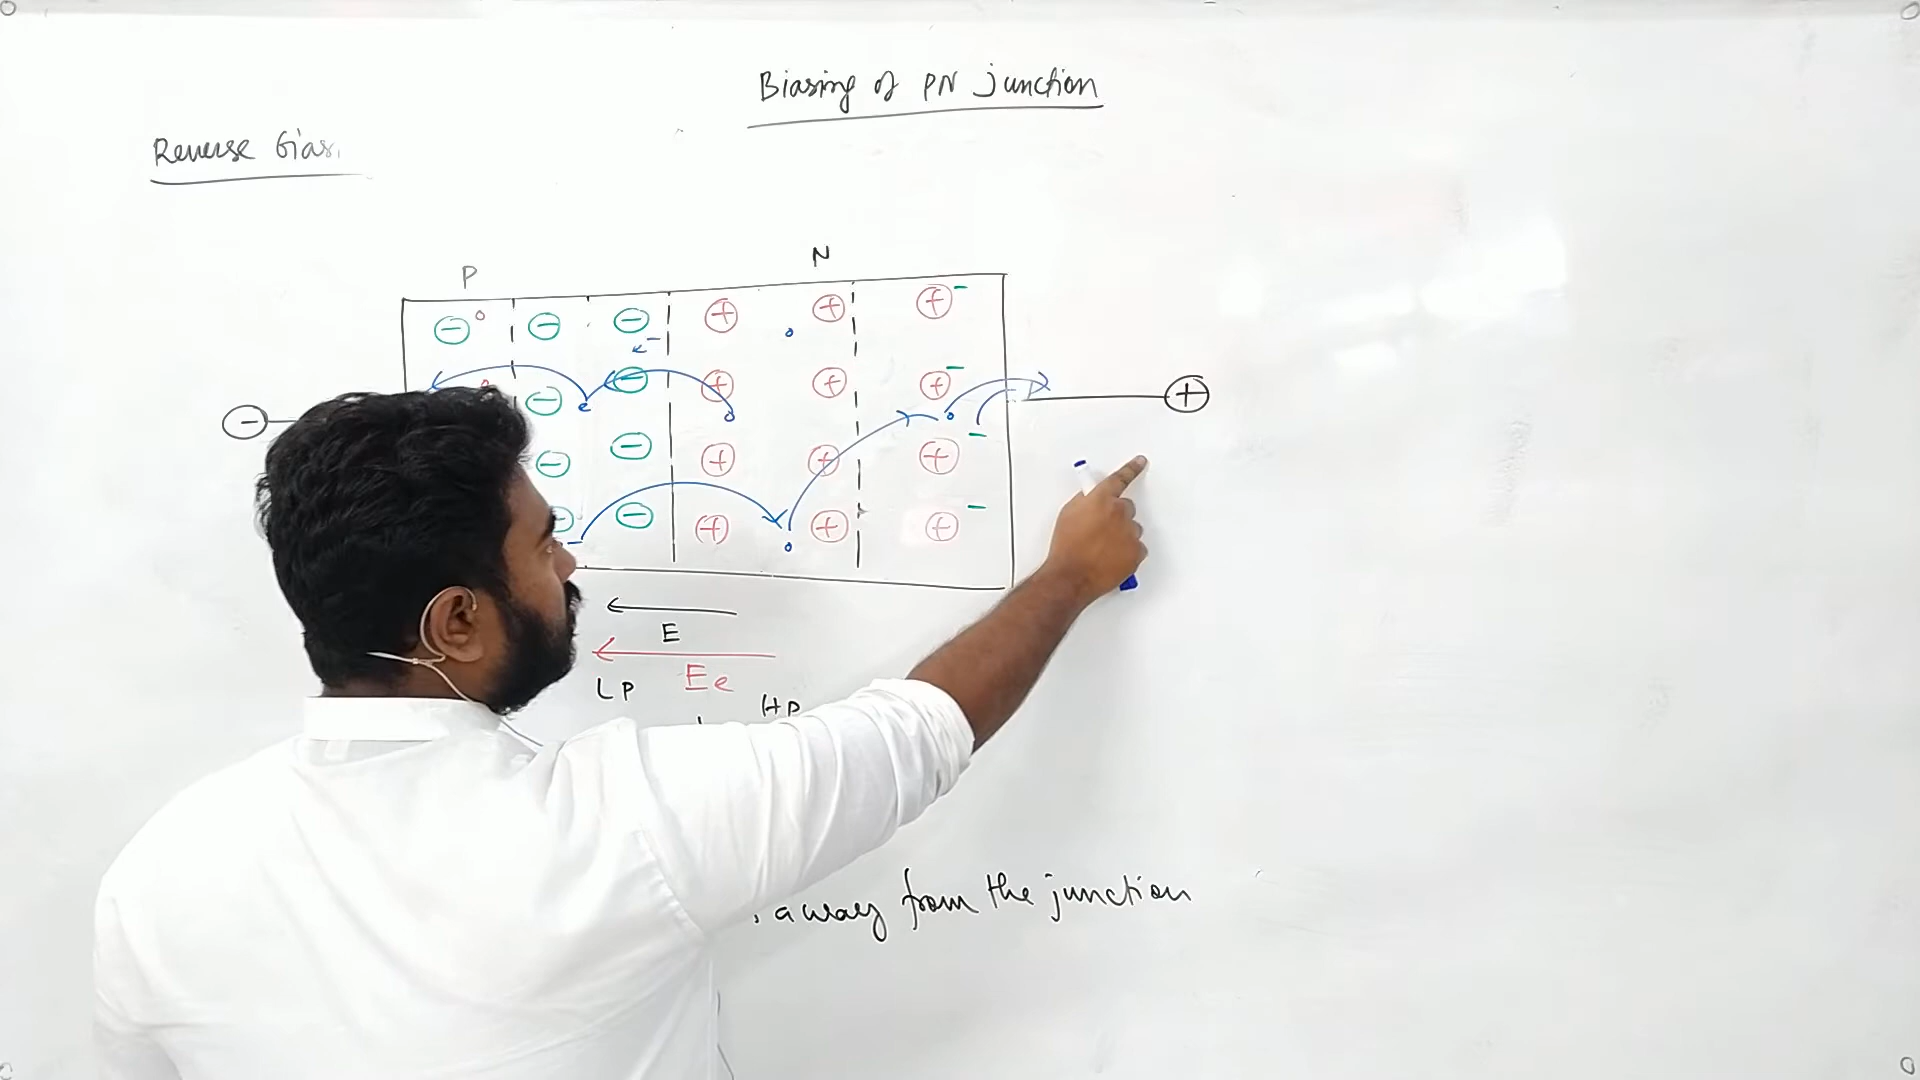 Biasing of PN junction
Reverse bias.
P
N
E
Ee
LP
HP
away from the junction